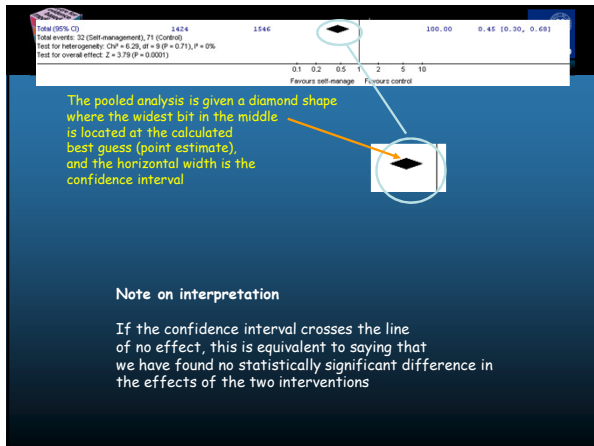 Total (95% CI) 1424 1546 100.00 0.45 [0.30, 0.68]
Total events: 32 (Self-management), 71 (Control)
Test for heterogeneity: Chi² = 6.29, df = 9 (P = 0.71), I² = 0%
Test for overall effect: Z = 3.79 (P = 0.0001)
0.1 0.2 0.5 1 2 5 10
Favours self-manage Favours control
The pooled analysis is given a diamond shape
where the widest bit in the middle
is located at the calculated
best guess (point estimate),
and the horizontal width is the
confidence interval
Note on interpretation
If the confidence interval crosses the line
of no effect, this is equivalent to saying that
we have found no statistically significant difference in
the effects of the two interventions